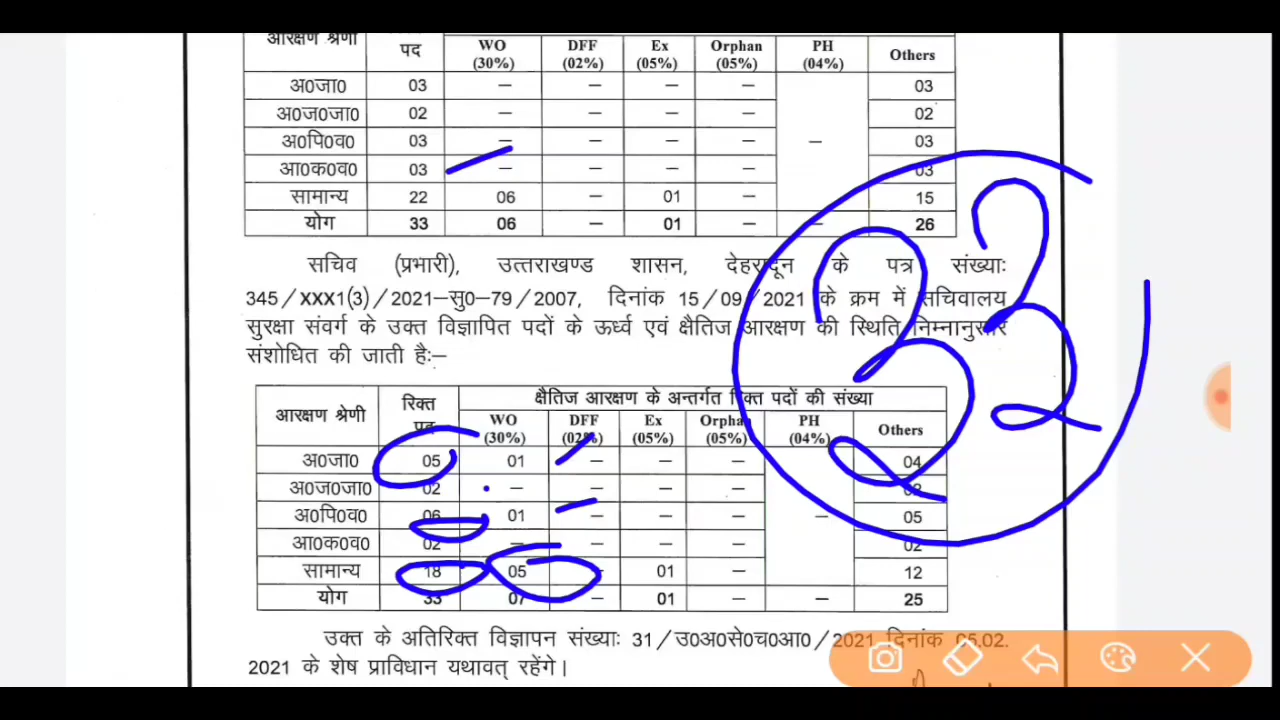 आरक्षण श्रेणी पद WO (30%) DFF (02%) Ex (05%) Orphan (05%) PH (04%) Others
अ0जा0 03 – – – – 03
अ0ज0जा0 02 – – – – 02
अ0पि0व0 03 – – – – – 03
आ0क0व0 03 – – – – 03
सामान्य 22 06 – 01 – 15
योग 33 06 – 01 – – 26
सचिव (प्रभारी), उत्तराखण्ड शासन, देहरादून के पत्र संख्याः
345/XXX1(3)/2021–सु0–79/2007, दिनांक 15/09/2021 के क्रम में सचिवालय
सुरक्षा संवर्ग के उक्त विज्ञापित पदों के ऊर्ध्व एवं क्षैतिज आरक्षण की स्थिति निम्नानुसार
संशोधित की जाती हैः–
आरक्षण श्रेणी रिक्त पद क्षैतिज आरक्षण के अन्तर्गत रिक्त पदों की संख्या
WO (30%) DFF (02%) Ex (05%) Orphan (05%) PH (04%) Others
अ0जा0 05 01 – – – 04
अ0ज0जा0 02 – – – – 02
अ0पि0व0 06 01 – – – – 05
आ0क0व0 02 – – – – 02
सामान्य 18 05 – 01 – 12
योग 33 07 – 01 – – 25
33
उक्त के अतिरिक्त विज्ञापन संख्याः 31/उ0अ0से0च0आ0/2021 दिनांक 05.02.
2021 के शेष प्राविधान यथावत् रहेंगे।